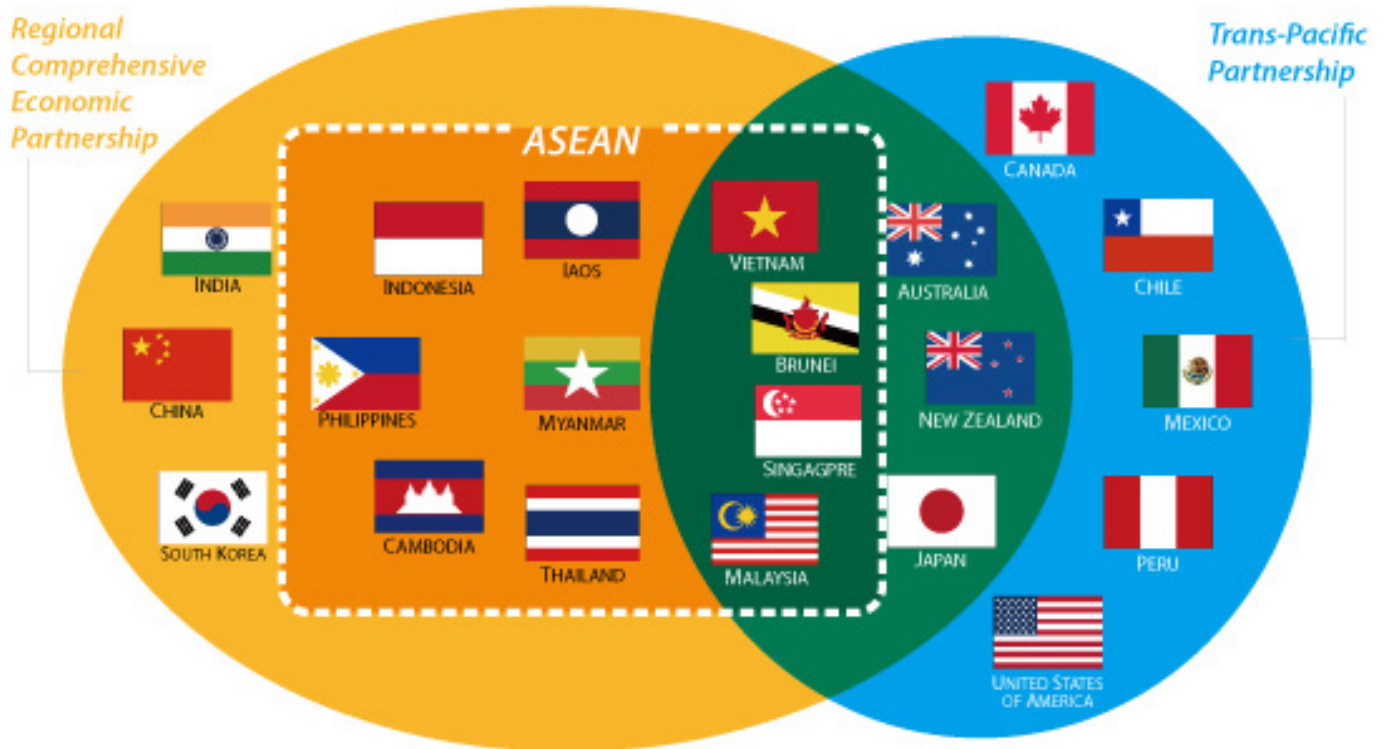 Regional
Comprehensive
Economic
Partnership
Trans-Pacific
Partnership
ASEAN
CANADA
INDIA
INDONESIA
lAOS
VIETNAM
AUSTRALIA
CHILE
CHINA
PHILIPPINES
MYANMAR
BRUNEI
NEW ZEALAND
MEXICO
SINGAGPRE
SOUTH KOREA
CAMBODIA
THAILAND
MALAYSIA
JAPAN
PERU
UNITED STATES
OF AMERICA